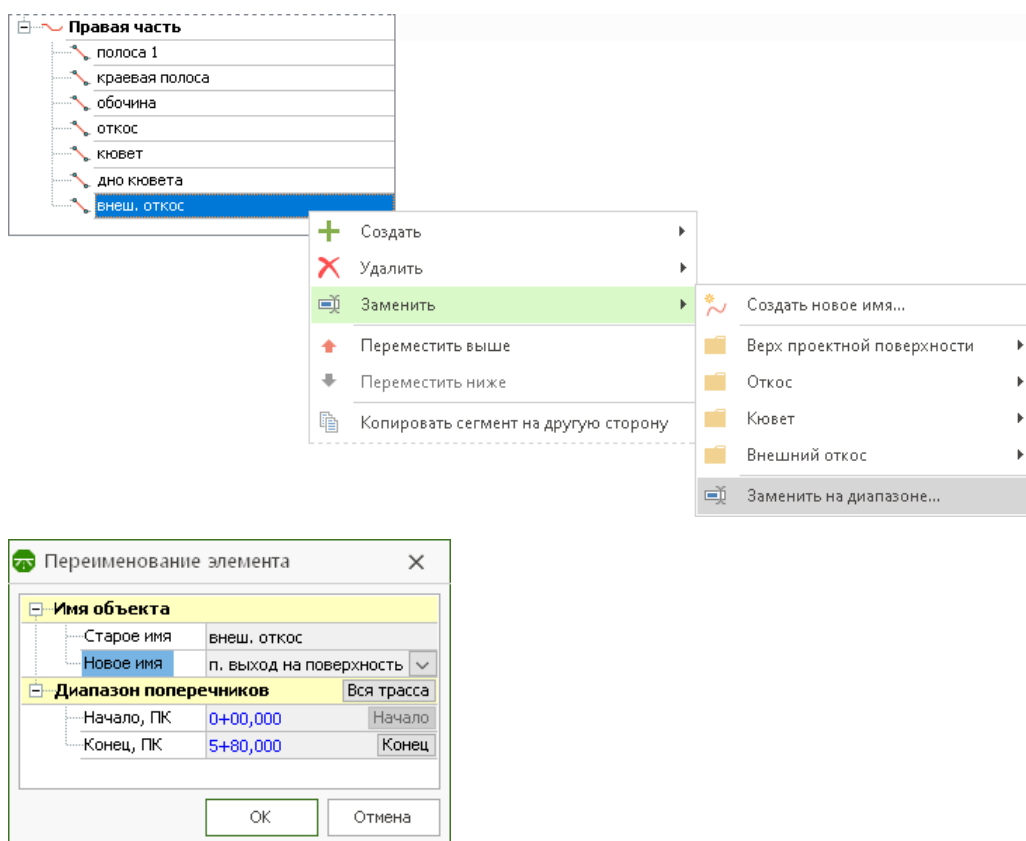 Правая часть
полоса 1
краевая полоса
обочина
откос
кювет
дно кювета
внеш. откос
Создать
Удалить
Заменить
Переместить выше
Переместить ниже
Копировать сегмент на другую сторону
Создать новое имя...
Верх проектной поверхности
Откос
Кювет
Внешний откос
Заменить на диапазоне...
Переименование элемента
Имя объекта
Старое имя внеш. откос
Новое имя п. выход на поверхность
Диапазон поперечников Вся трасса
Начало, ПК 0+00,000 Начало
Конец, ПК 5+80,000 Конец
ОК Отмена